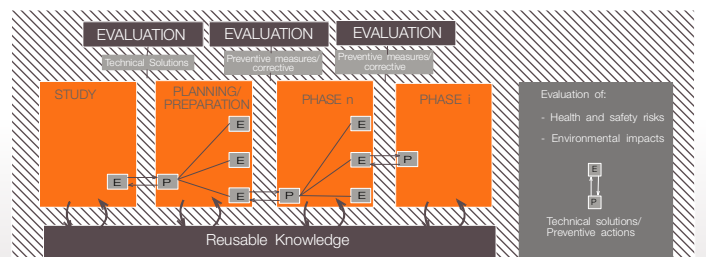 EVALUATION
EVALUATION
EVALUATION
Technical Solutions
Preventive measures/
corrective
Preventive measures/
corrective
STUDY
PLANNING/
PREPARATION
PHASE n
PHASE i
E
P
E
E
E
P
E
E
E
P
Reusable Knowledge
Evaluation of:
- Health and safety risks
- Environmental impacts
E
P
Technical solutions/
Preventive actions